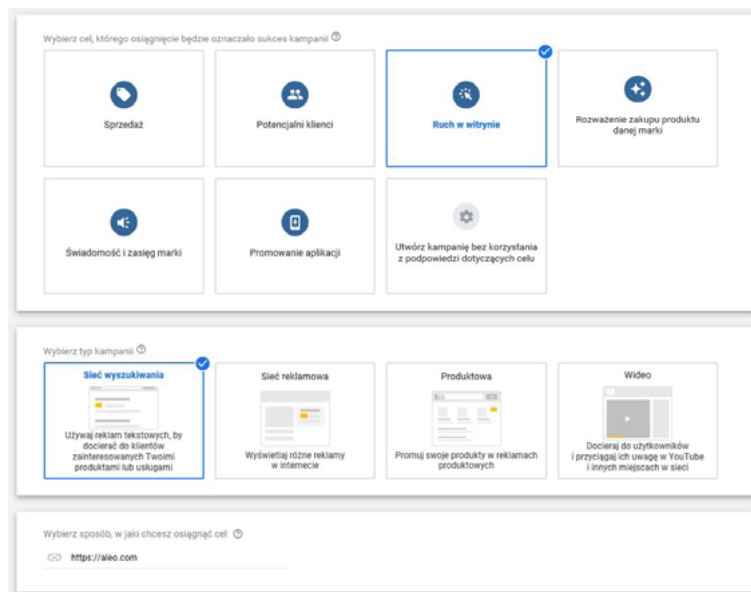 Wybierz cel, którego osiągnięcie będzie oznaczało sukces kampanii
Sprzedaż
Potencjalni klienci
Ruch w witrynie
Rozważenie zakupu produktu
danej marki
Świadomość i zasięg marki
Promowanie aplikacji
Utwórz kampanię bez korzystania
z podpowiedzi dotyczących celu
Wybierz typ kampanii
Sieć wyszukiwania
Używaj reklam tekstowych, by
docierać do klientów
zainteresowanych Twoimi
produktami lub usługami
Sieć reklamowa
Wyświetlaj różne reklamy
w internecie
Produktowa
Promuj swoje produkty w reklamach
produktowych
Wideo
Docieraj do użytkowników
i przyciągaj ich uwagę w YouTube
i innych miejscach w sieci
Wybierz sposób, w jaki chcesz osiągnąć cel
https://aleo.com